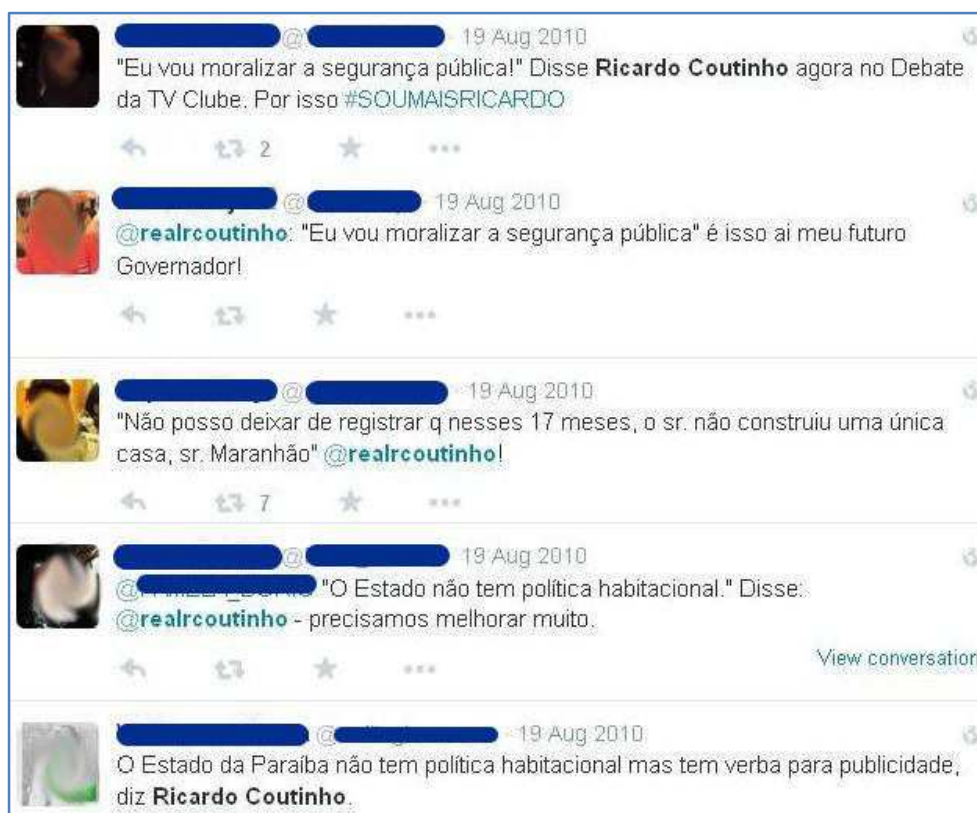 @ 19 Aug 2010
"Eu vou moralizar a segurança pública!" Disse Ricardo Coutinho agora no Debate
da TV Clube. Por isso #SOUMAISRICARDO
2
@ 19 Aug 2010
@realrcoutinho: "Eu vou moralizar a segurança pública" é isso ai meu futuro
Governador!
@ 19 Aug 2010
"Não posso deixar de registrar q nesses 17 meses, o sr. não construiu uma única
casa, sr. Maranhão" @realrcoutinho!
7
@ 19 Aug 2010
@ "O Estado não tem política habitacional." Disse:
@realrcoutinho - precisamos melhorar muito.
View conversation
@ 19 Aug 2010
O Estado da Paraíba não tem política habitacional mas tem verba para publicidade,
diz Ricardo Coutinho.